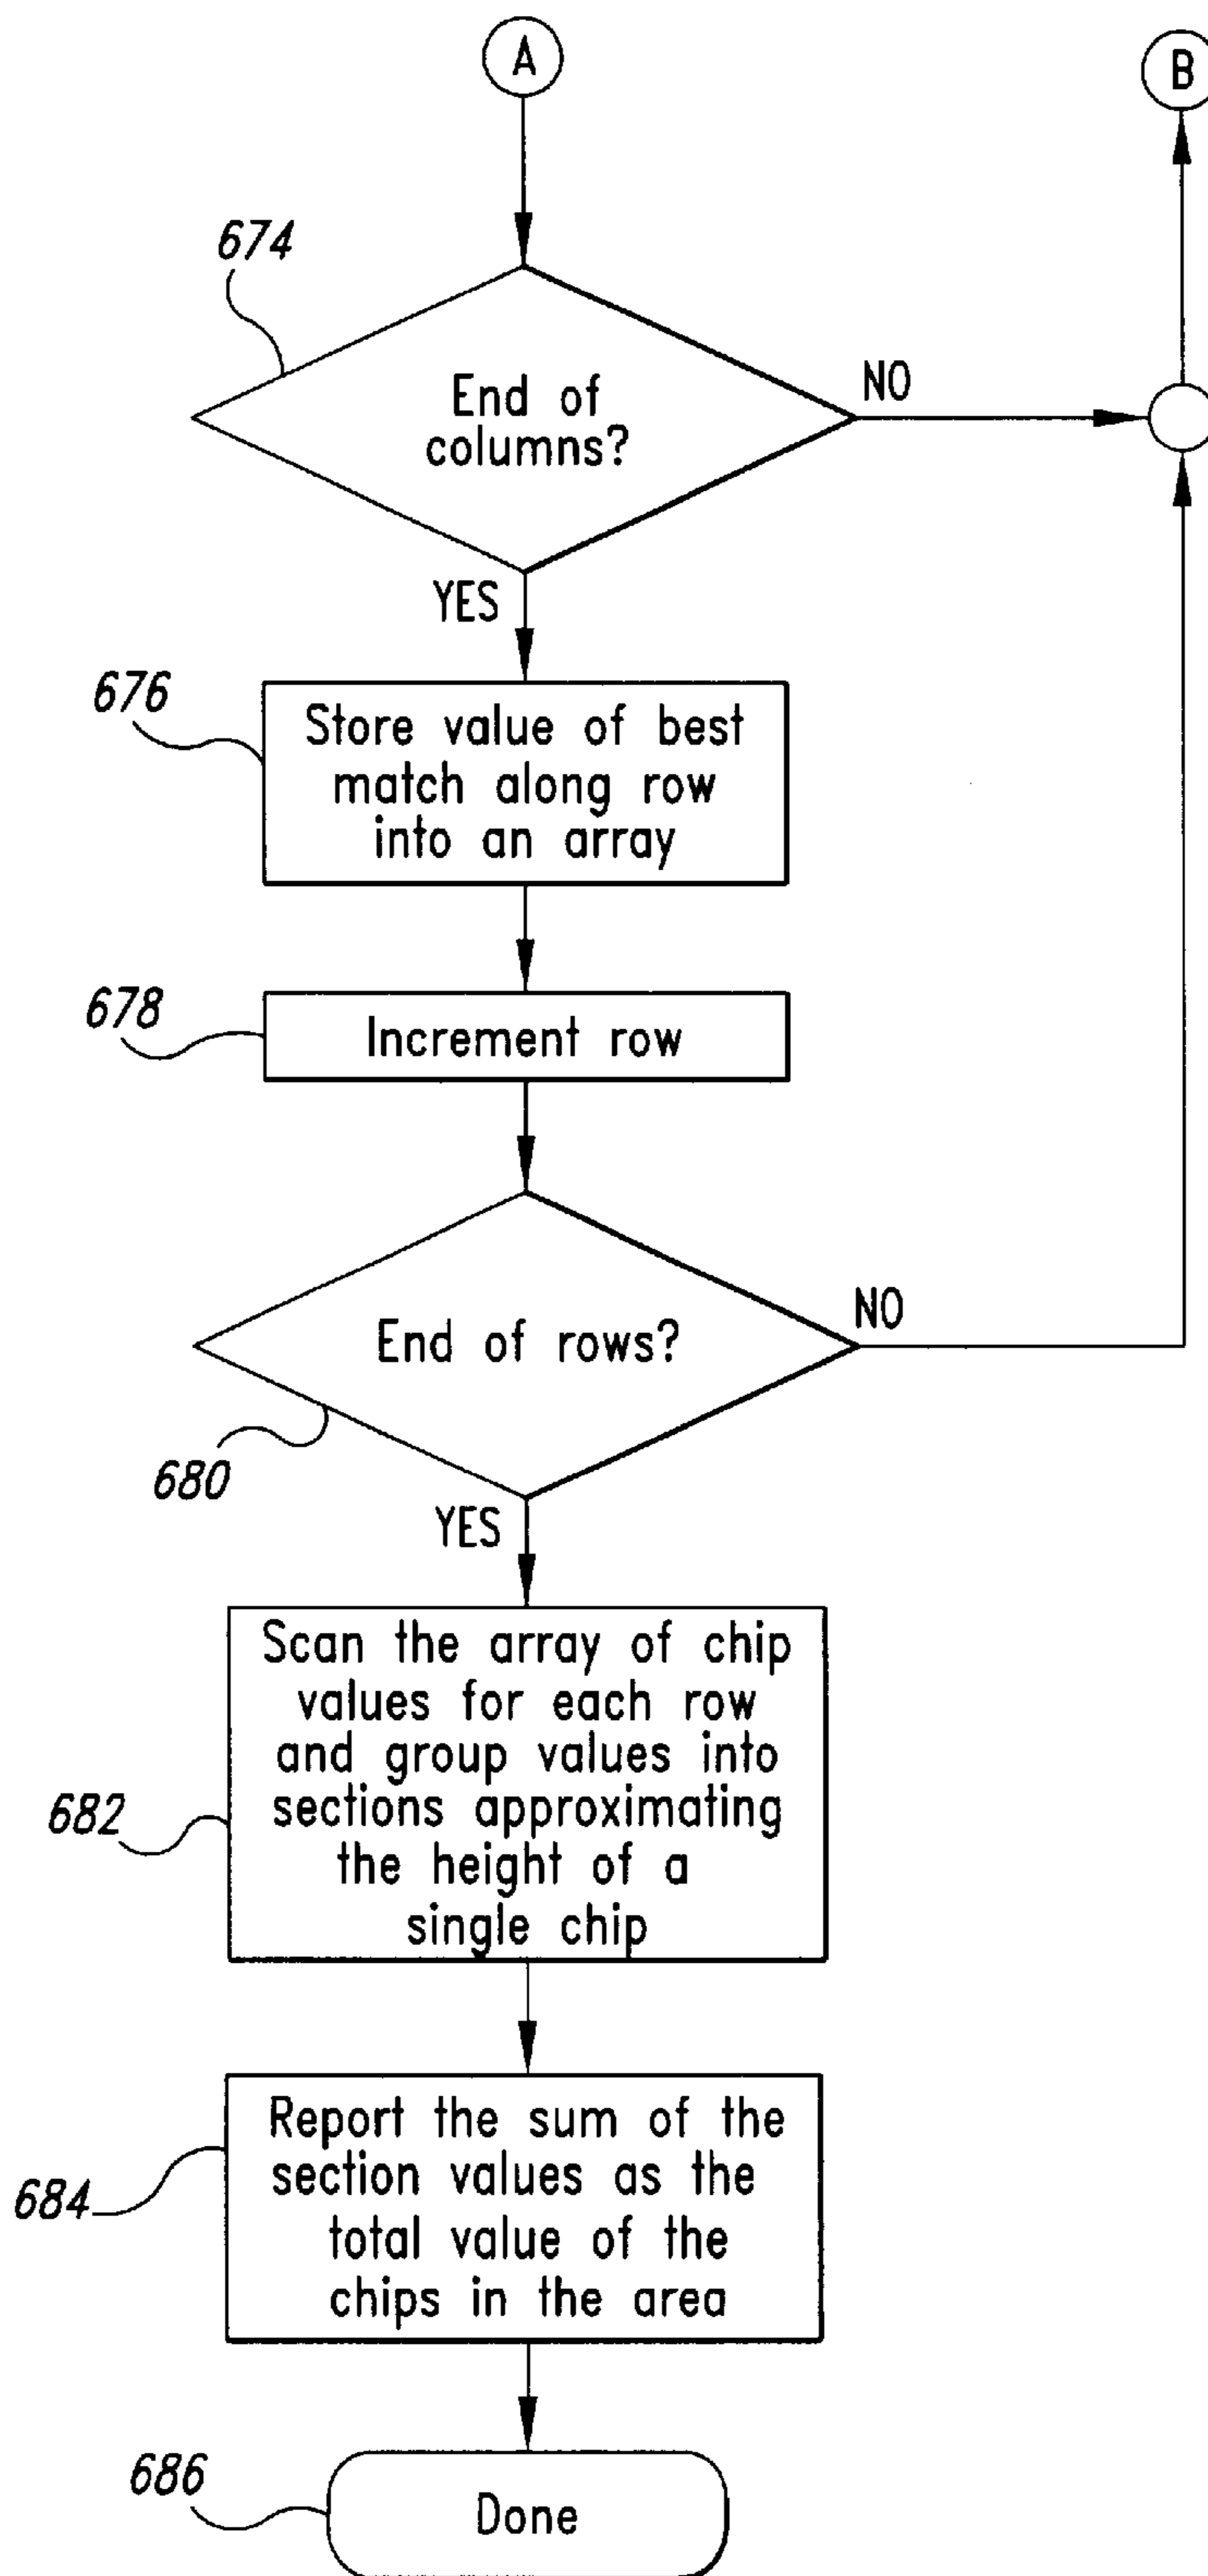 A
B
674
End of
columns?
NO
YES
676
Store value of best
match along row
into an array
678
Increment row
End of rows?
NO
680
YES
Scan the array of chip
values for each row
and group values into
sections approximating
the height of a
single chip
682
Report the sum of the
section values as the
total value of the
chips in the area
684
686
Done